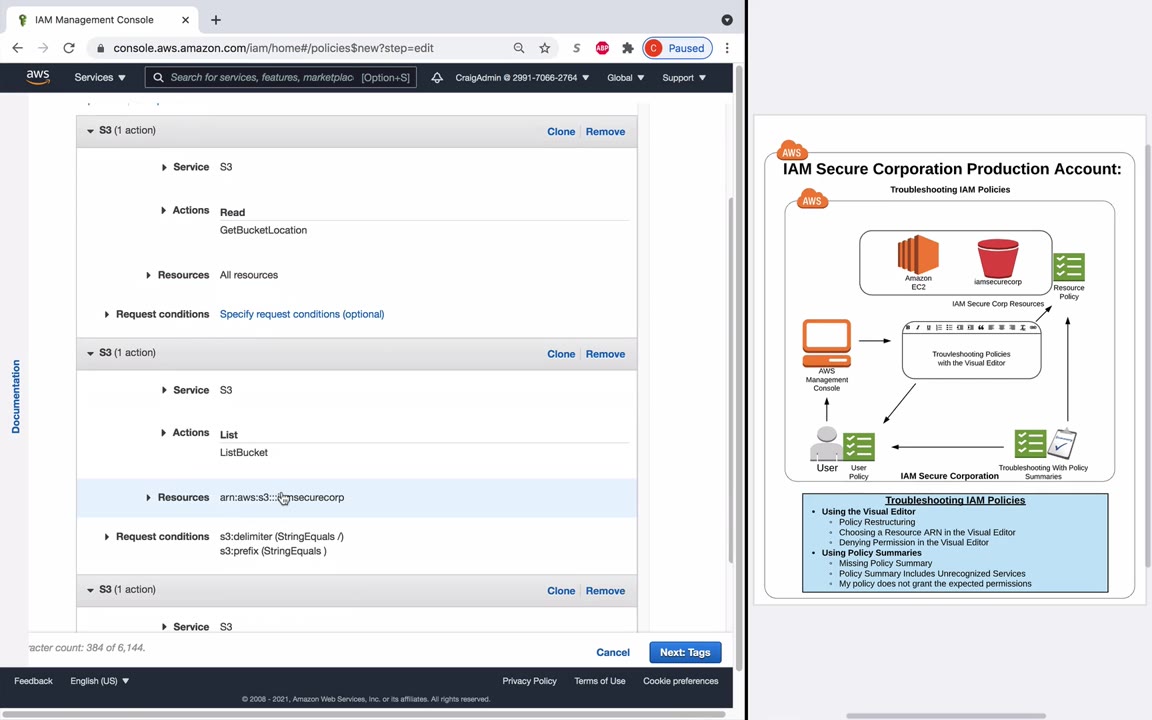 IAM Management Console
console.aws.amazon.com/iam/home#/policies$new?step=edit
ABP
C Paused
aws
Services
Search for services, features, marketplac [Option+S]
CraigAdmin @ 2991-7066-2764
Global
Support
S3 (1 action)
Clone Remove
Service S3
Actions Read
GetBucketLocation
Resources All resources
Request conditions Specify request conditions (optional)
S3 (1 action)
Clone Remove
Service S3
Actions List
ListBucket
Resources arn:aws:s3:::iamsecurecorp
Request conditions s3:delimiter (StringEquals /)
s3:prefix (StringEquals )
S3 (1 action)
Clone Remove
Service S3
Documentation
racter count: 384 of 6,144.
Cancel
Next: Tags
Feedback
English (US)
Privacy Policy
Terms of Use
Cookie preferences
© 2008 - 2021, Amazon Web Services, Inc. or its affiliates. All rights reserved.
AWS
IAM Secure Corporation Production Account:
Troubleshooting IAM Policies
AWS
Amazon
EC2
iamsecurecorp
Resource
Policy
IAM Secure Corp Resources
AWS
Management
Console
Trouvleshooting Policies
with the Visual Editor
User
User
Policy
IAM Secure Corporation
Troubleshooting With Policy
Summaries
Troubleshooting IAM Policies
Using the Visual Editor
Policy Restructuring
Choosing a Resource ARN in the Visual Editor
Denying Permission in the Visual Editor
Using Policy Summaries
Missing Policy Summary
Policy Summary Includes Unrecognized Services
My policy does not grant the expected permissions